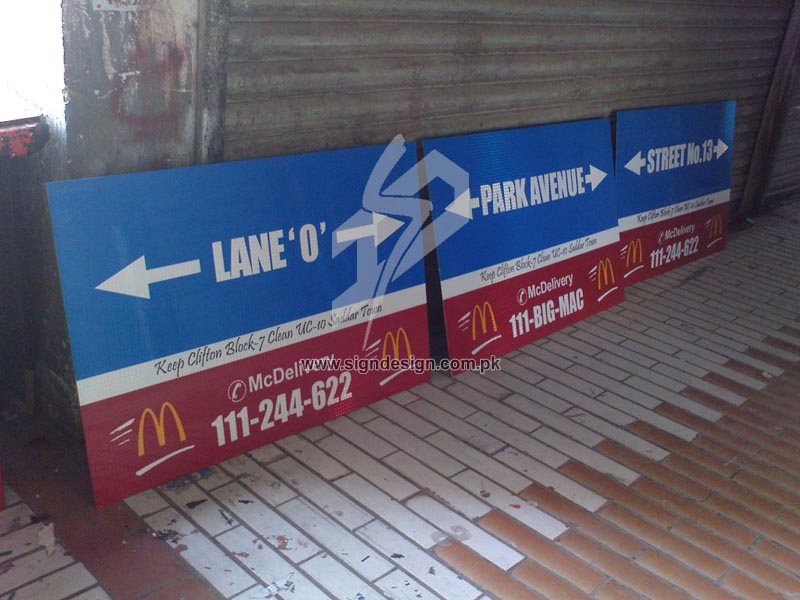 LANE 'O'
Keep Clifton Block-7 Clean UC-10 Saddar Town
McDelivery
111-244-622
PARK AVENUE
Keep Clifton Block-7 Clean UC-10 Saddar Town
McDelivery
111-BIG-MAC
STREET No.13
Keep Clifton Block-7 Clean UC-10 Saddar Town
McDelivery
111-244-622
www.signdesign.com.pk